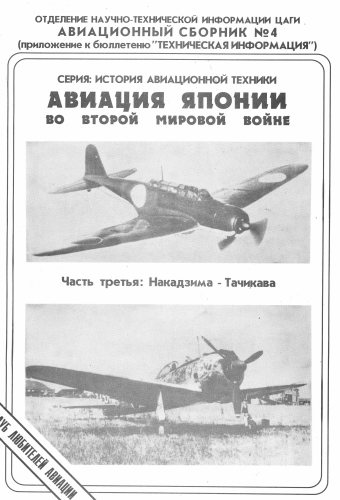 ОТДЕЛЕНИЕ НАУЧНО-ТЕХНИЧЕСКОЙ ИНФОРМАЦИИ ЦАГИ
АВИАЦИОННЫЙ СБОРНИК №4
(приложение к бюллетеню "ТЕХНИЧЕСКАЯ ИНФОРМАЦИЯ")
СЕРИЯ: ИСТОРИЯ АВИАЦИОННОЙ ТЕХНИКИ
АВИАЦИЯ ЯПОНИИ
ВО ВТОРОЙ МИРОВОЙ ВОЙНЕ
Часть третья: Накадзима - Тачикава
УБ ЛЮБИТЕЛЕЙ АВИАЦИИ